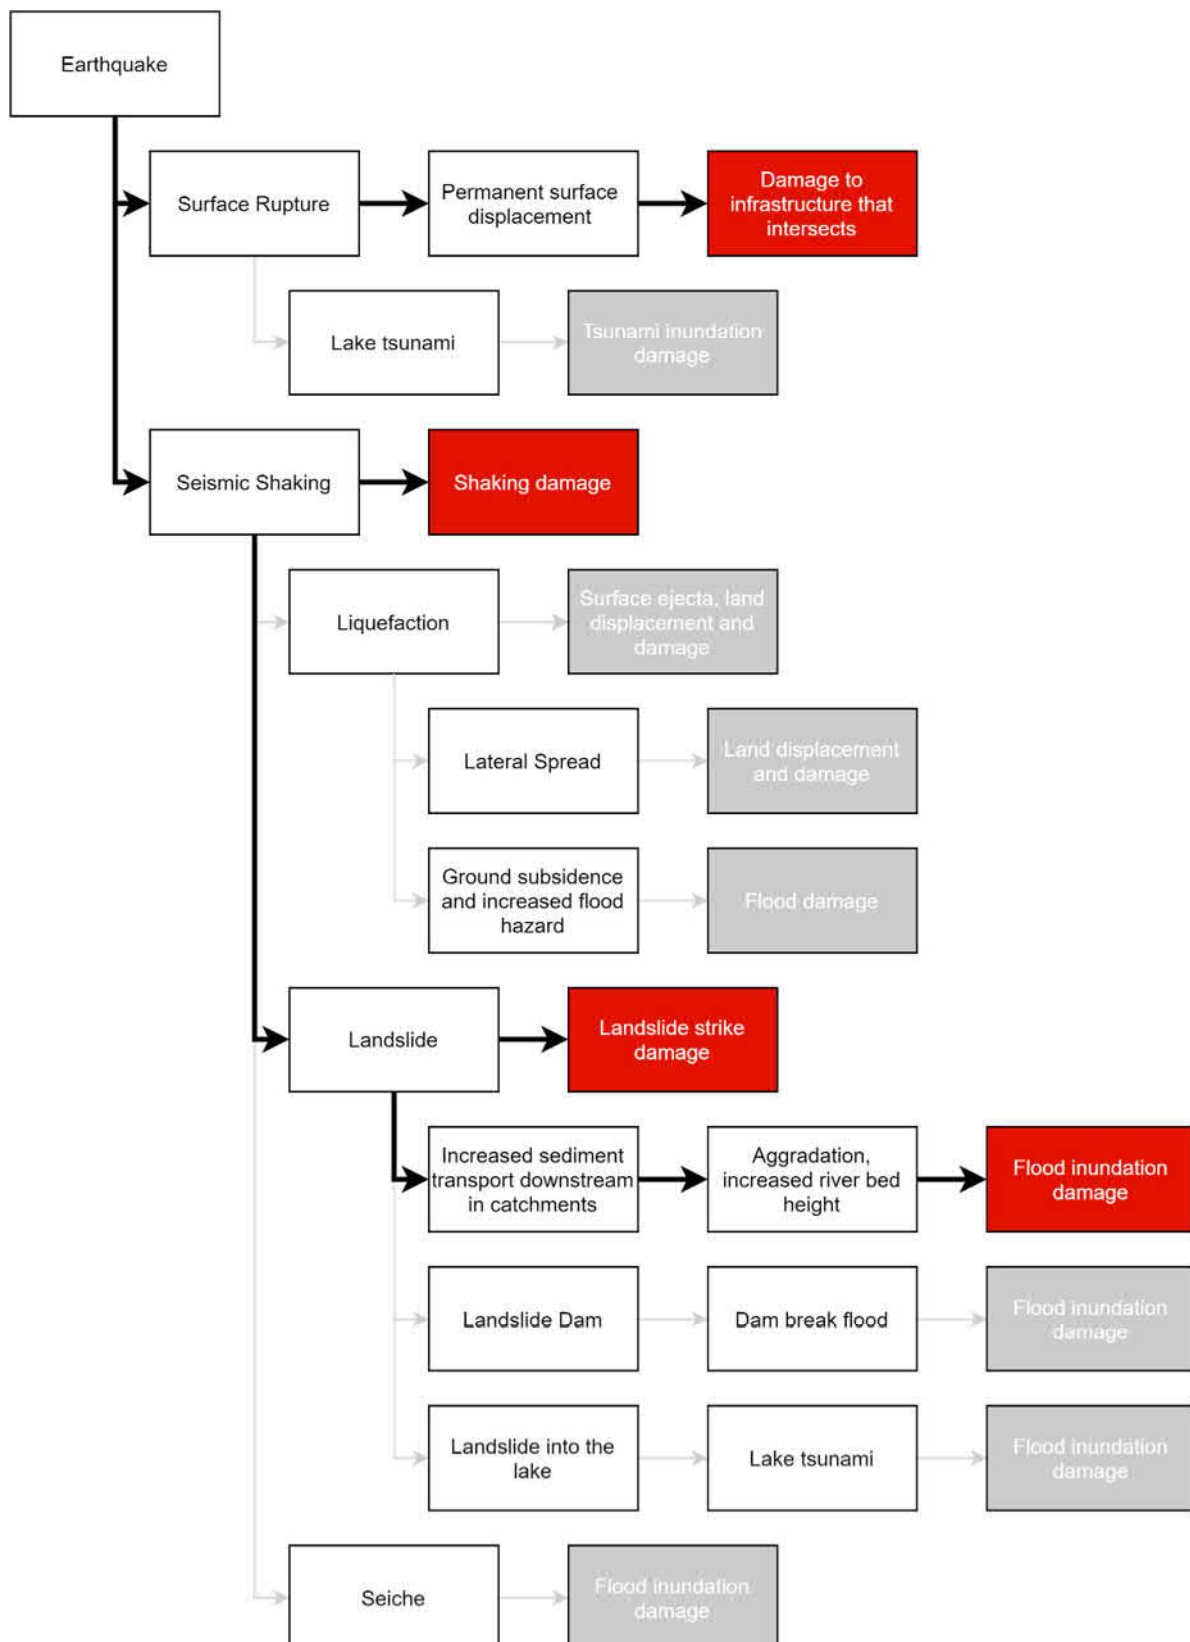 Earthquake
Surface Rupture
Permanent surface
displacement
Damage to
infrastructure that
intersects
Lake tsunami
Tsunami inundation
damage
Seismic Shaking
Shaking damage
Liquefaction
Surface ejecta, land
displacement and
damage
Lateral Spread
Land displacement
and damage
Ground subsidence
and increased flood
hazard
Flood damage
Landslide
Landslide strike
damage
Increased sediment
transport downstream
in catchments
Aggradation,
increased river bed
height
Flood inundation
damage
Landslide Dam
Dam break flood
Flood inundation
damage
Landslide into the
lake
Lake tsunami
Flood inundation
damage
Seiche
Flood inundation
damage